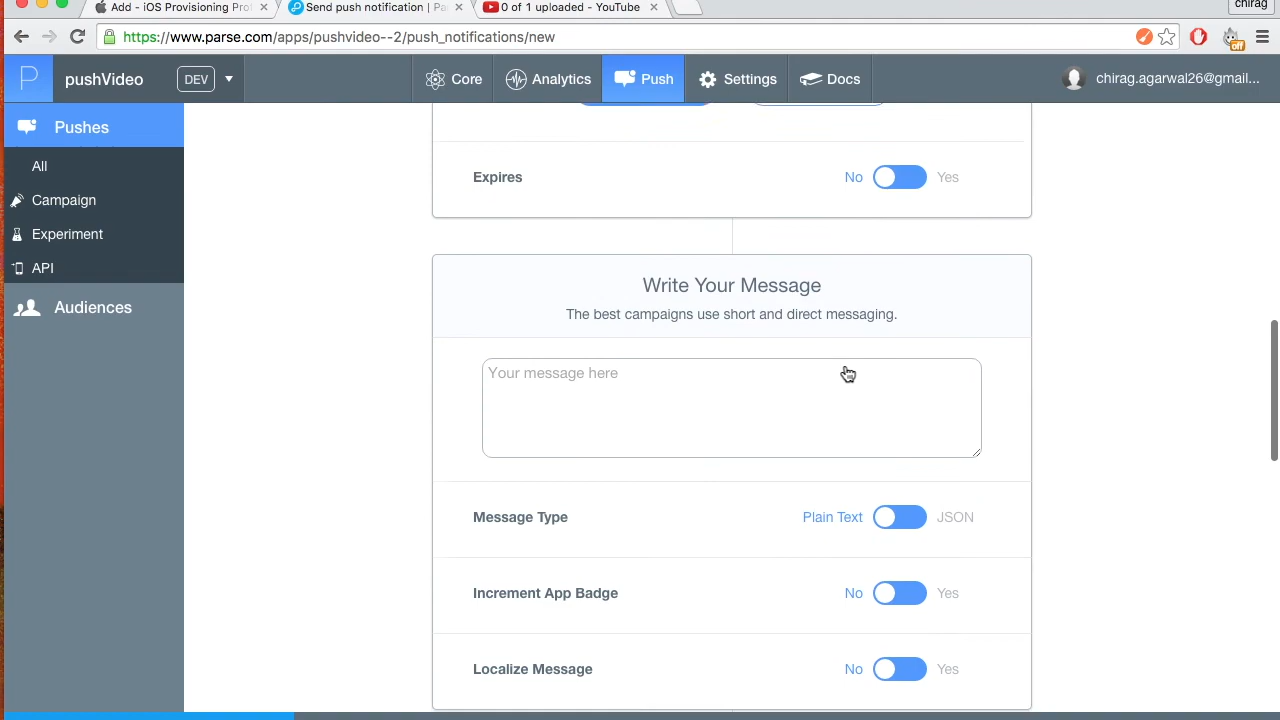 chirag
Add - iOS Provisioning Prof
Send push notification | Pa
0 of 1 uploaded - YouTube
https://www.parse.com/apps/pushvideo--2/push_notifications/new
off
P
pushVideo
DEV
Core
Analytics
Push
Settings
Docs
chirag.agarwal26@gmail...
Pushes
All
Campaign
Experiment
API
Audiences
Expires
No
Yes
Write Your Message
The best campaigns use short and direct messaging.
Your message here
Message Type
Plain Text
JSON
Increment App Badge
No
Yes
Localize Message
No
Yes